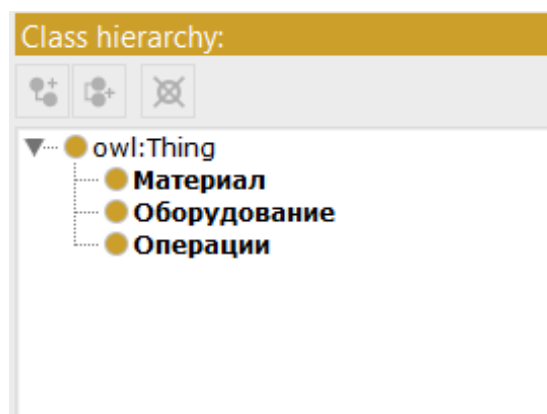 Class hierarchy:
owl:Thing
Материал
Оборудование
Операции